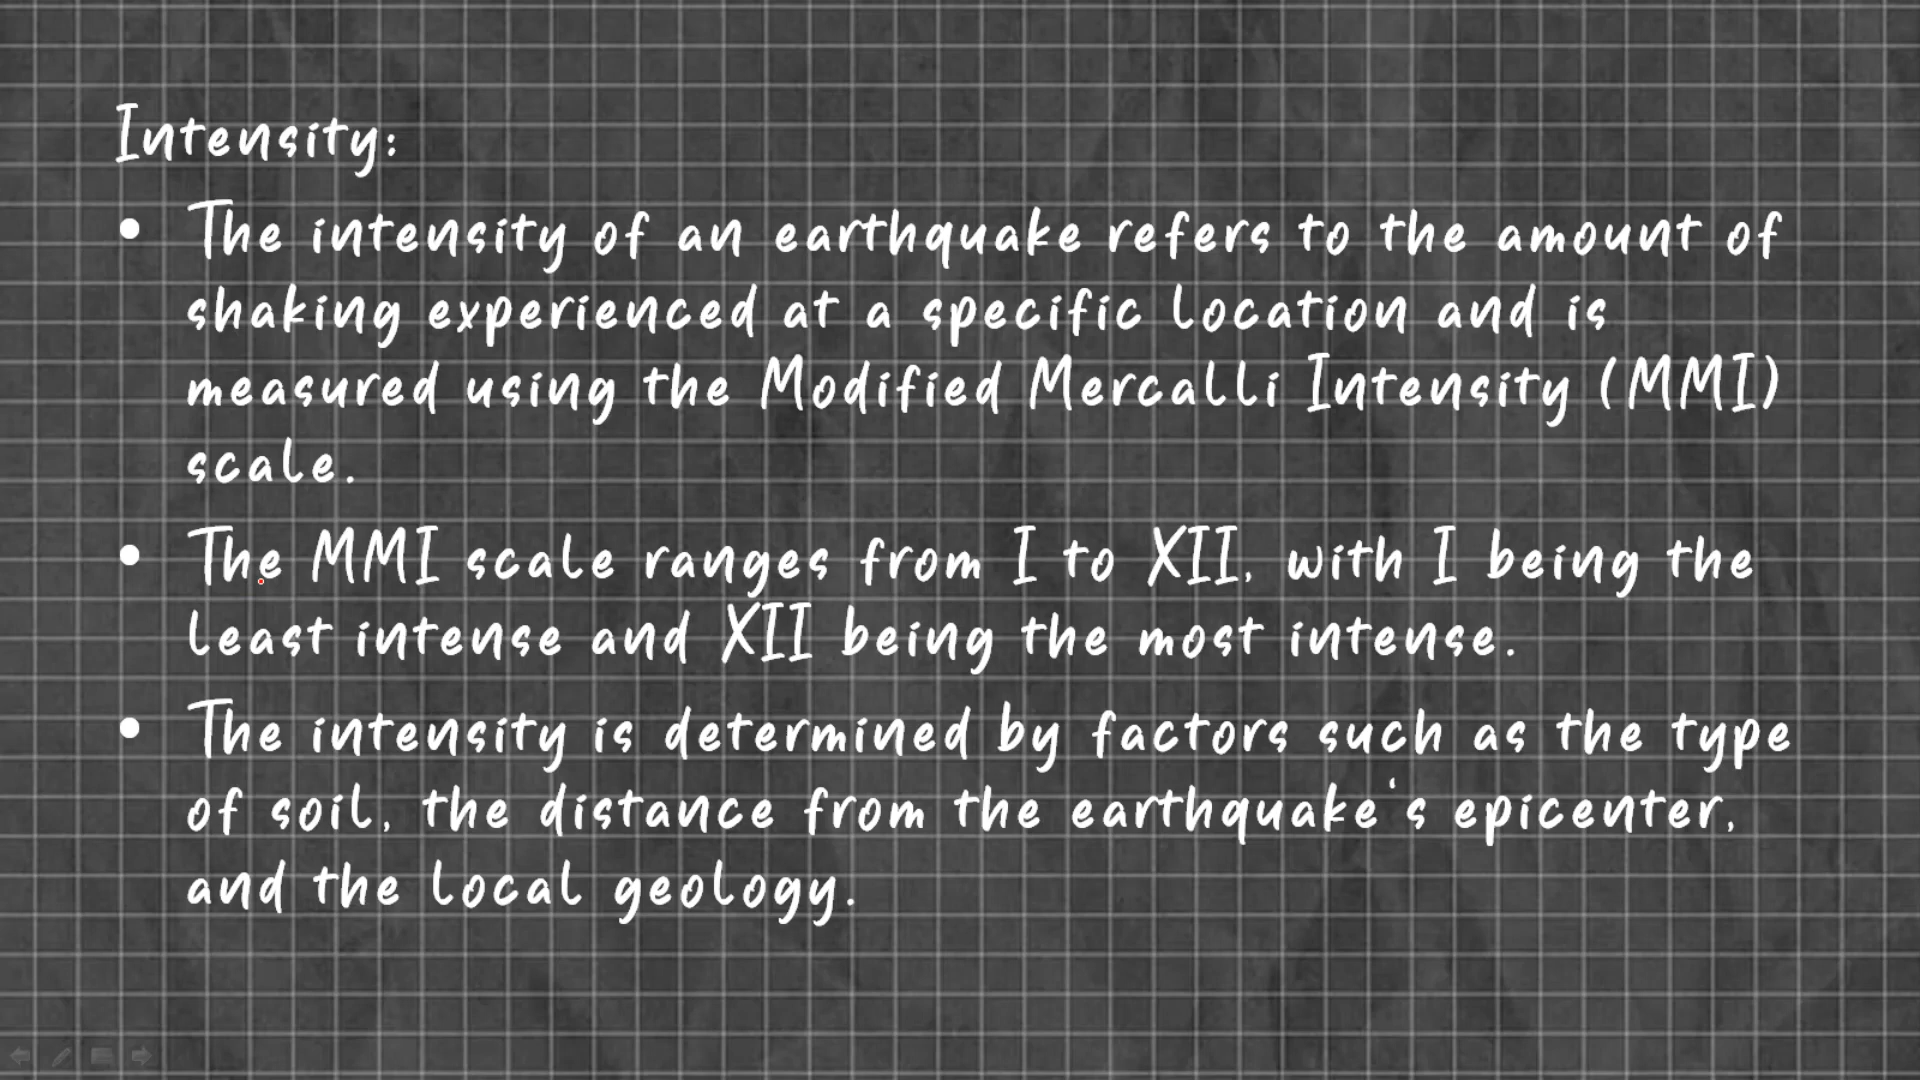 Intensity:
• The intensity of an earthquake refers to the amount of
shaking experienced at a specific location and is
measured using the Modified Mercalli Intensity (MMI)
scale.
• The MMI scale ranges from I to XII, with I being the
least intense and XII being the most intense.
• The intensity is determined by factors such as the type
of soil, the distance from the earthquake's epicenter,
and the local geology.